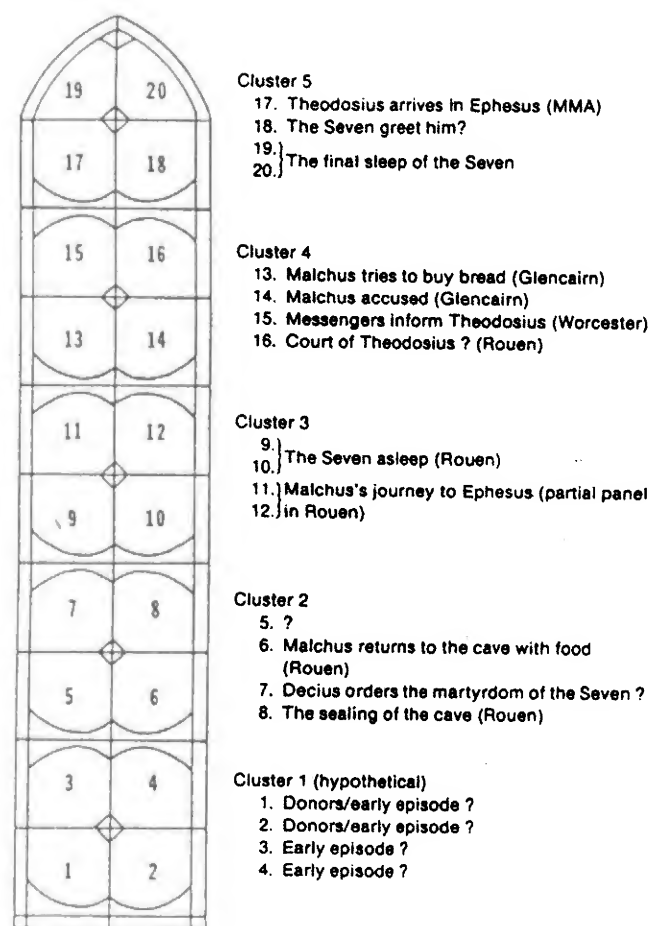 19 20
17 18
15 16
13 14
11 12
9 10
7 8
5 6
3 4
1 2
Cluster 5
17. Theodosius arrives in Ephesus (MMA)
18. The Seven greet him?
19.
20.} The final sleep of the Seven
Cluster 4
13. Malchus tries to buy bread (Glencairn)
14. Malchus accused (Glencairn)
15. Messengers inform Theodosius (Worcester)
16. Court of Theodosius ? (Rouen)
Cluster 3
9.
10.} The Seven asleep (Rouen)
11.} Malchus's journey to Ephesus (partial panel
12.} in Rouen)
Cluster 2
5. ?
6. Malchus returns to the cave with food
(Rouen)
7. Decius orders the martyrdom of the Seven ?
8. The sealing of the cave (Rouen)
Cluster 1 (hypothetical)
1. Donors/early episode ?
2. Donors/early episode ?
3. Early episode ?
4. Early episode ?